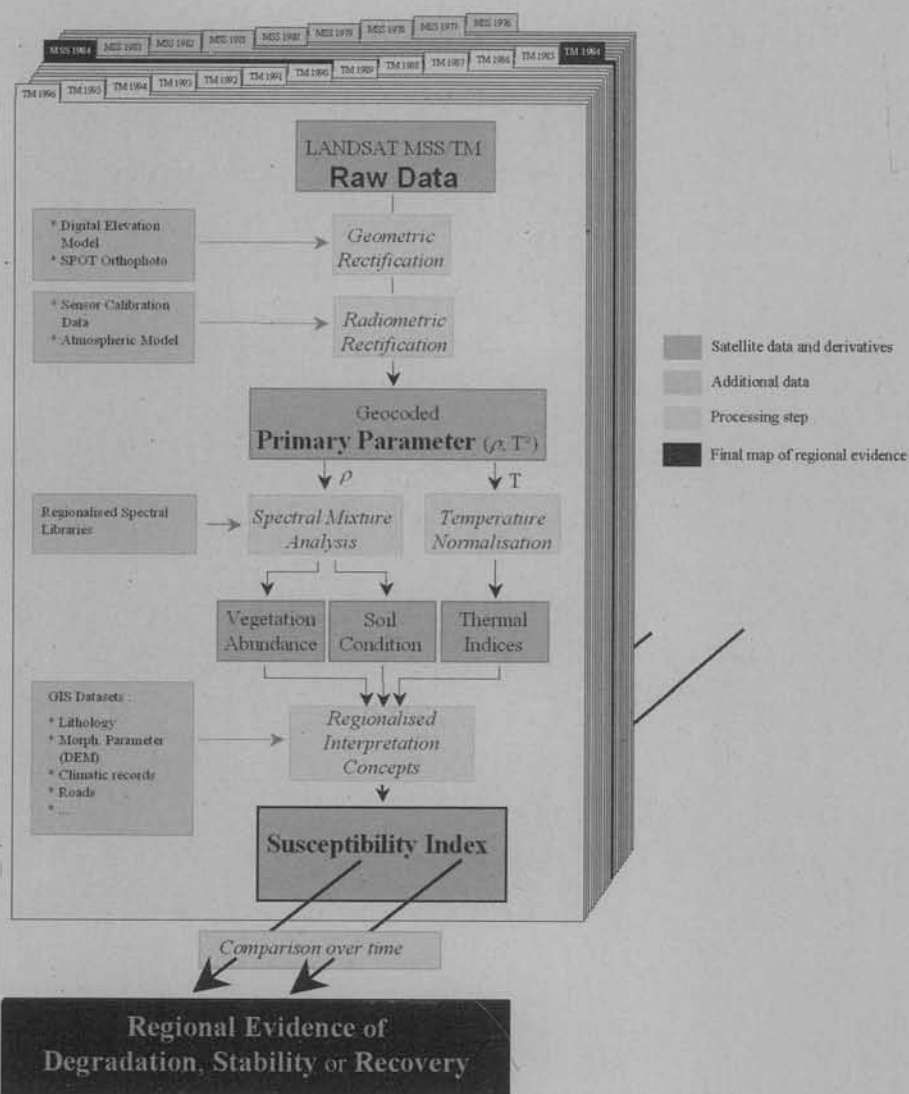 MSS 1984 MSS 1983 MSS 1982 MSS 1981 MSS 1980 MSS 1979 MSS 1978 MSS 1977 MSS 1976
TM 1996 TM 1995 TM 1994 TM 1993 TM 1992 TM 1991 TM 1990 TM 1989 TM 1988 TM 1987 TM 1986 TM 1985 TM 1984
LANDSAT MSS/TM
Raw Data
* Digital Elevation
Model
* SPOT Orthophoto
Geometric
Rectification
* Sensor Calibration
Data
* Atmospheric Model
Radiometric
Rectification
Satellite data and derivatives
Additional data
Processing step
Final map of regional evidence
Geocoded
Primary Parameter (ρ, T°)
ρ
T
Regionalised Spectral
Libraries
Spectral Mixture
Analysis
Temperature
Normalisation
Vegetation
Abundance
Soil
Condition
Thermal
Indices
GIS Datasets :
* Lithology
* Morph. Parameter
(DEM)
* Climatic records
* Roads
* ...
Regionalised
Interpretation
Concepts
Susceptibility Index
Comparison over time
Regional Evidence of
Degradation, Stability or Recovery